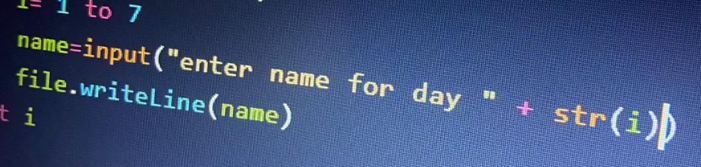 i= 1 to 7
name=input("enter name for day " + str(i))
file.writeLine(name)
t i